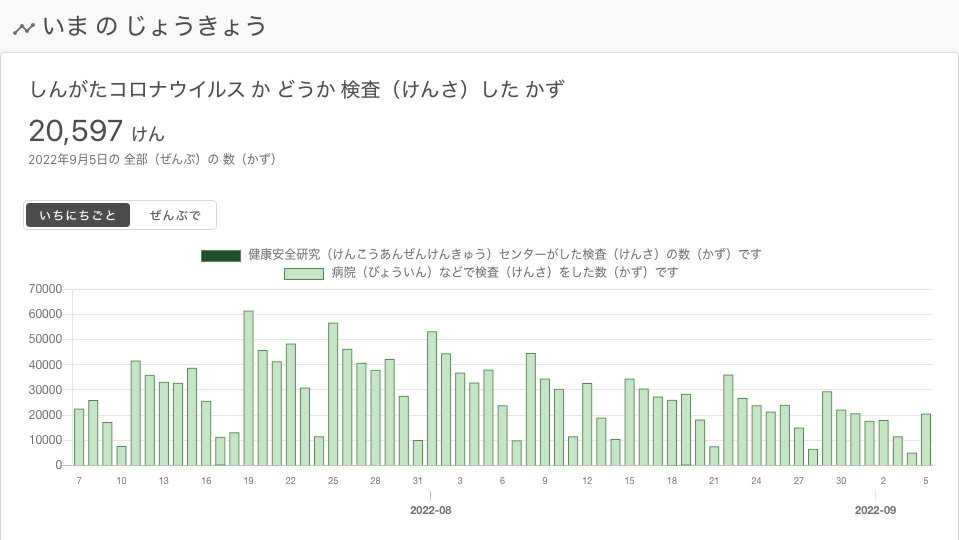 いま の じょうきょう
しんがたコロナウイルス か どうか 検査（けんさ）した かず
20,597 けん
2022年9月5日の 全部（ぜんぶ）の 数（かず）
いちにちごと ぜんぶで
健康安全研究（けんこうあんぜんけんきゅう）センターがした検査（けんさ）の数（かず）です
病院（びょういん）などで検査（けんさ）をした数（かず）です
70000
60000
50000
40000
30000
20000
10000
0
7 10 13 16 19 22 25 28 31 3 6 9 12 15 18 21 24 27 30 2 5
2022-08 2022-09